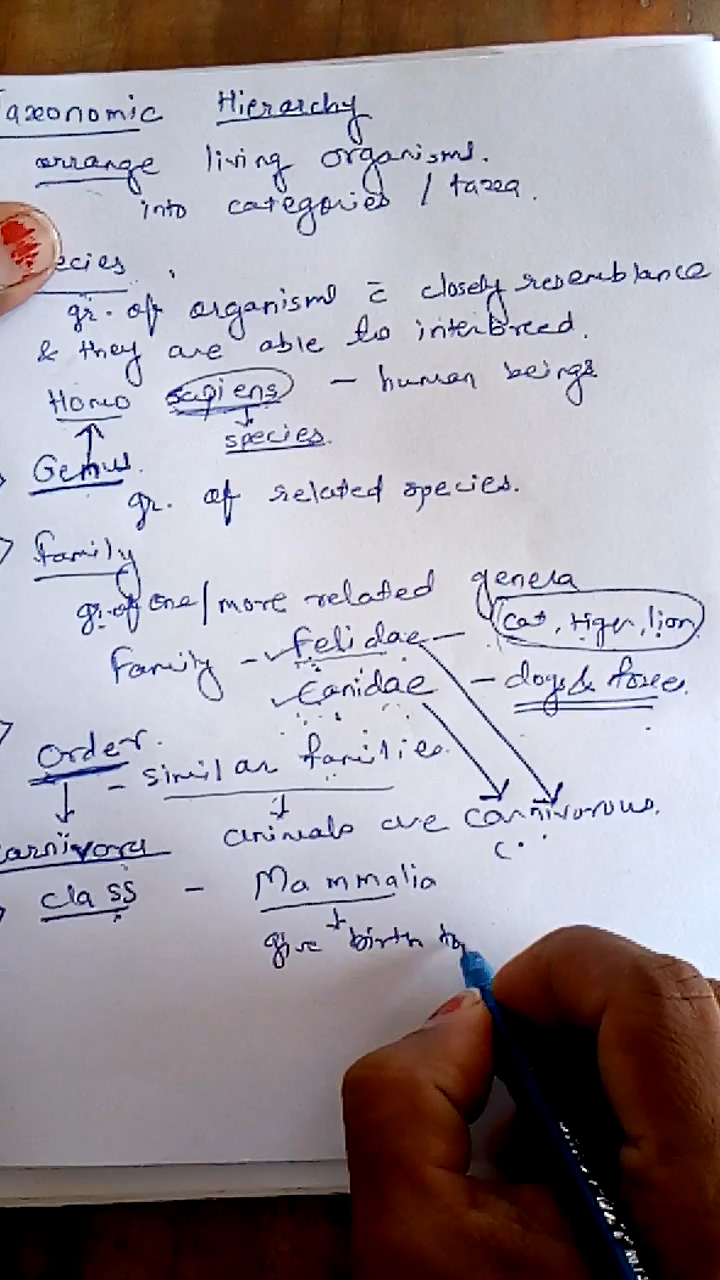 Taxonomic Hierarchy
arrange living organisms.
into categories / taxa.
ecies
gr. of organisms c̄ closely resemblance
& they are able to interbreed.
Homo sapiens - human beings
species.
Genus.
gr. of related species.
Family
gr. of one/more related genera
Family - Felidae - cat, tiger, lion
Canidae - dogs & foxes.
Order.
- similar families.
animals are carnivorous.
arnivora
class - Mammalia
give birth to